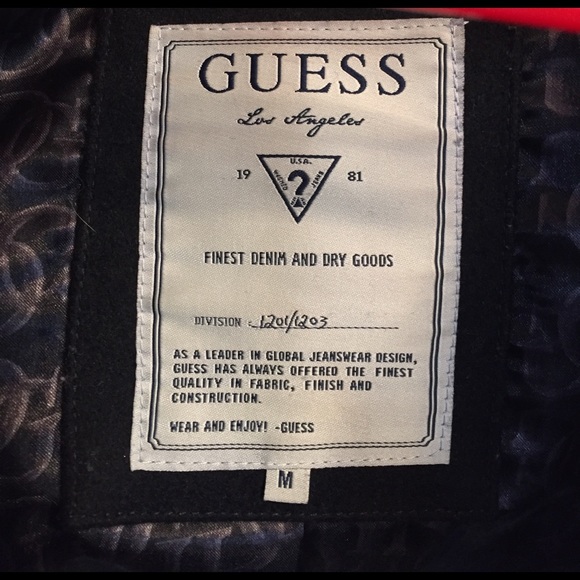 GUESS
Los Angeles
U.S.A.
19 ? 81
FINEST DENIM AND DRY GOODS
DIVISION : 1201/1203
AS A LEADER IN GLOBAL JEANSWEAR DESIGN,
GUESS HAS ALWAYS OFFERED THE FINEST
QUALITY IN FABRIC, FINISH AND
CONSTRUCTION.
WEAR AND ENJOY! -GUESS
M